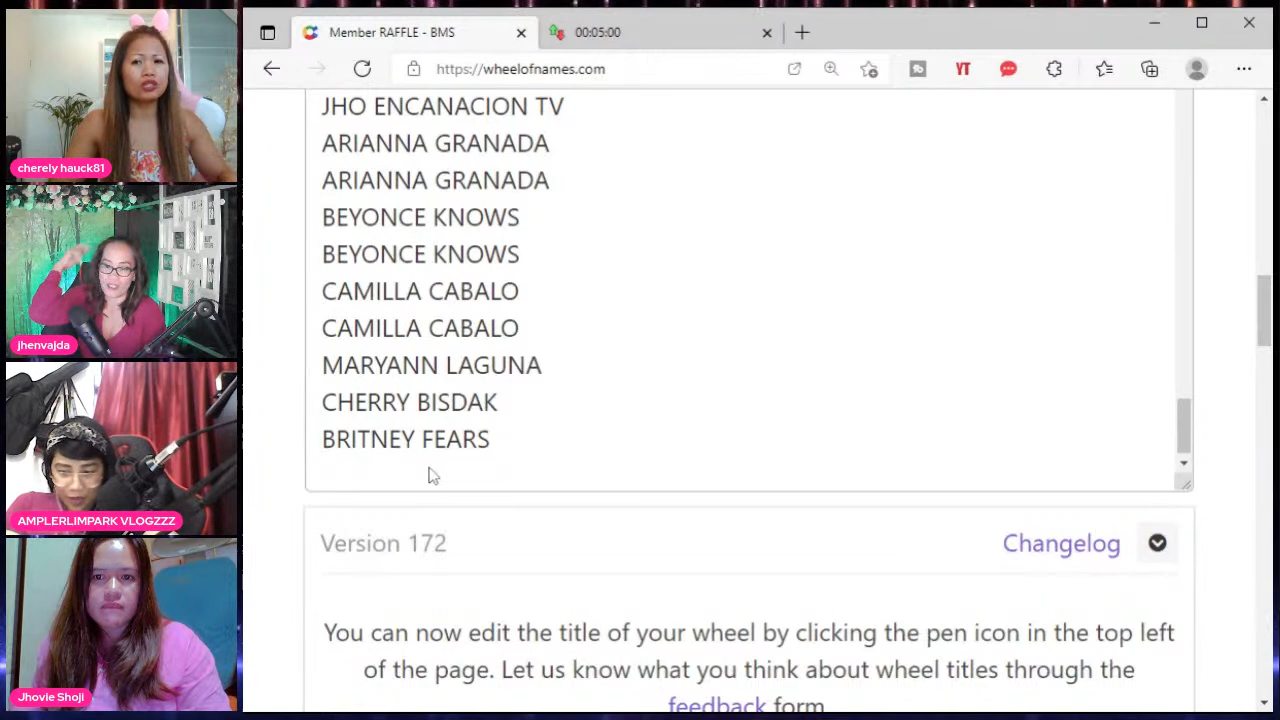 cherely hauck81
jhenvajda
AMPLERLIMPARK VLOGZZZ
Jhovie Shoji
Member RAFFLE - BMS
00:05:00
https://wheelofnames.com
YT
JHO ENCANACION TV
ARIANNA GRANADA
ARIANNA GRANADA
BEYONCE KNOWS
BEYONCE KNOWS
CAMILLA CABALO
CAMILLA CABALO
MARYANN LAGUNA
CHERRY BISDAK
BRITNEY FEARS
Version 172
Changelog
You can now edit the title of your wheel by clicking the pen icon in the top left
of the page. Let us know what you think about wheel titles through the
feedback form